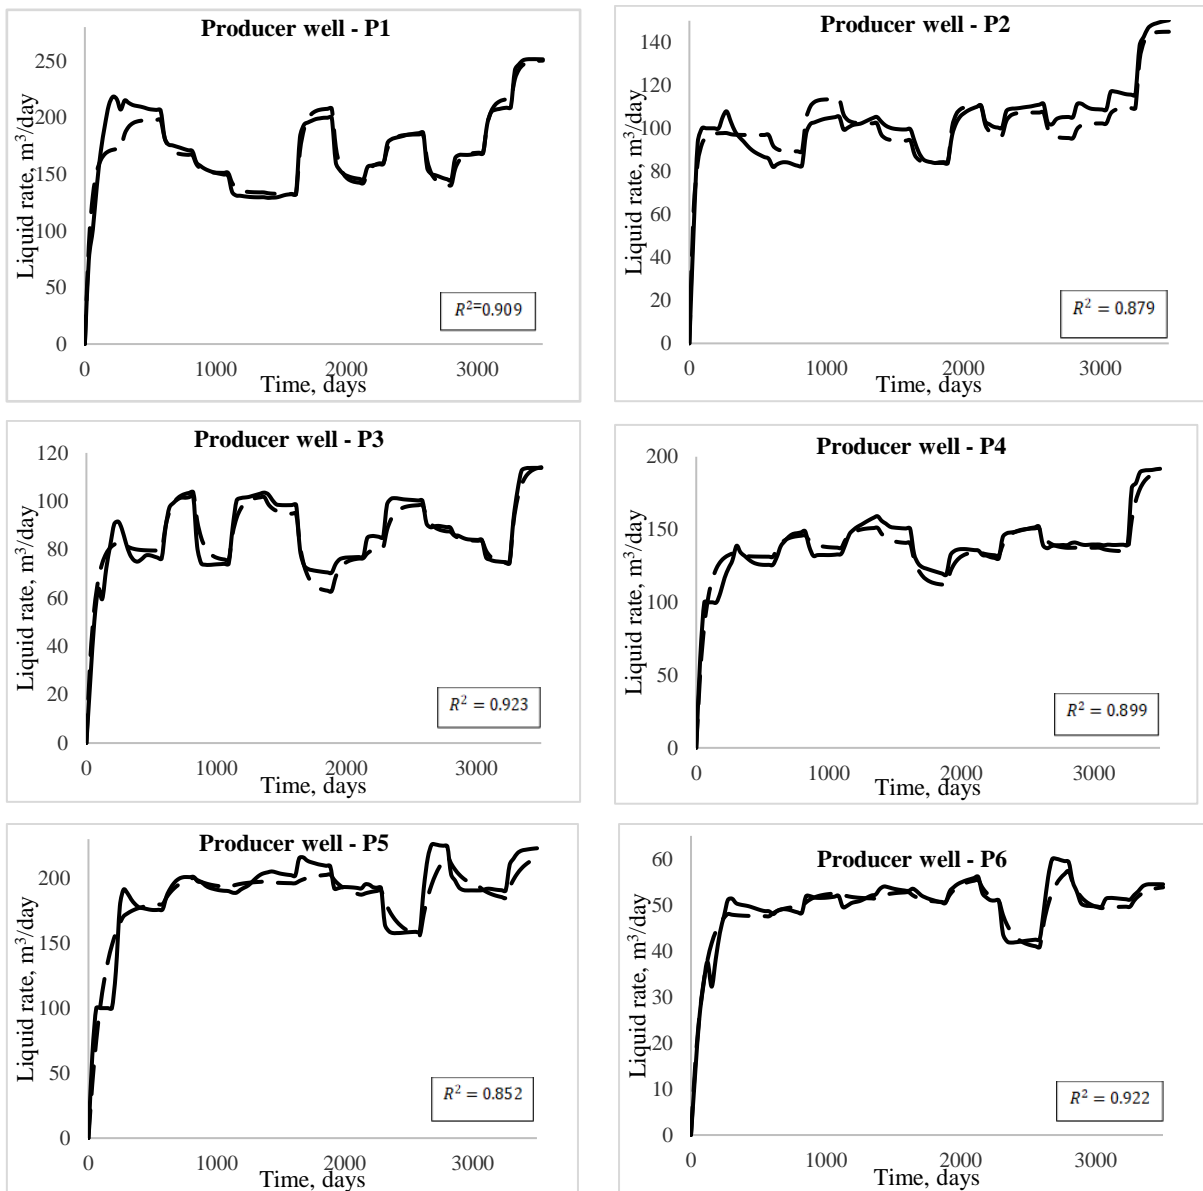 Producer well - P1
Liquid rate, m³/day
250
200
150
100
50
0
R²=0.909
0 1000 2000 3000
Time, days
Producer well - P2
Liquid rate, m³/day
140
120
100
80
60
40
20
0
R² = 0.879
0 1000 2000 3000
Time, days
Producer well - P3
Liquid rate, m³/day
120
100
80
60
40
20
0
R² = 0.923
0 1000 2000 3000
Time, days
Producer well - P4
Liquid rate, m³/day
200
150
100
50
0
R² = 0.899
0 1000 2000 3000
Time, days
Producer well - P5
Liquid rate, m³/day
200
150
100
50
0
R² = 0.852
0 1000 2000 3000
Time, days
Producer well - P6
Liquid rate, m³/day
60
50
40
30
20
10
0
R² = 0.922
0 1000 2000 3000
Time, days